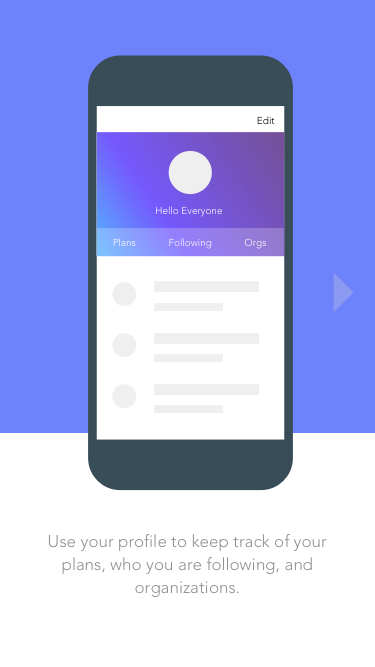 Edit
Hello Everyone
Plans Following Orgs
Use your profile to keep track of your
plans, who you are following, and
organizations.